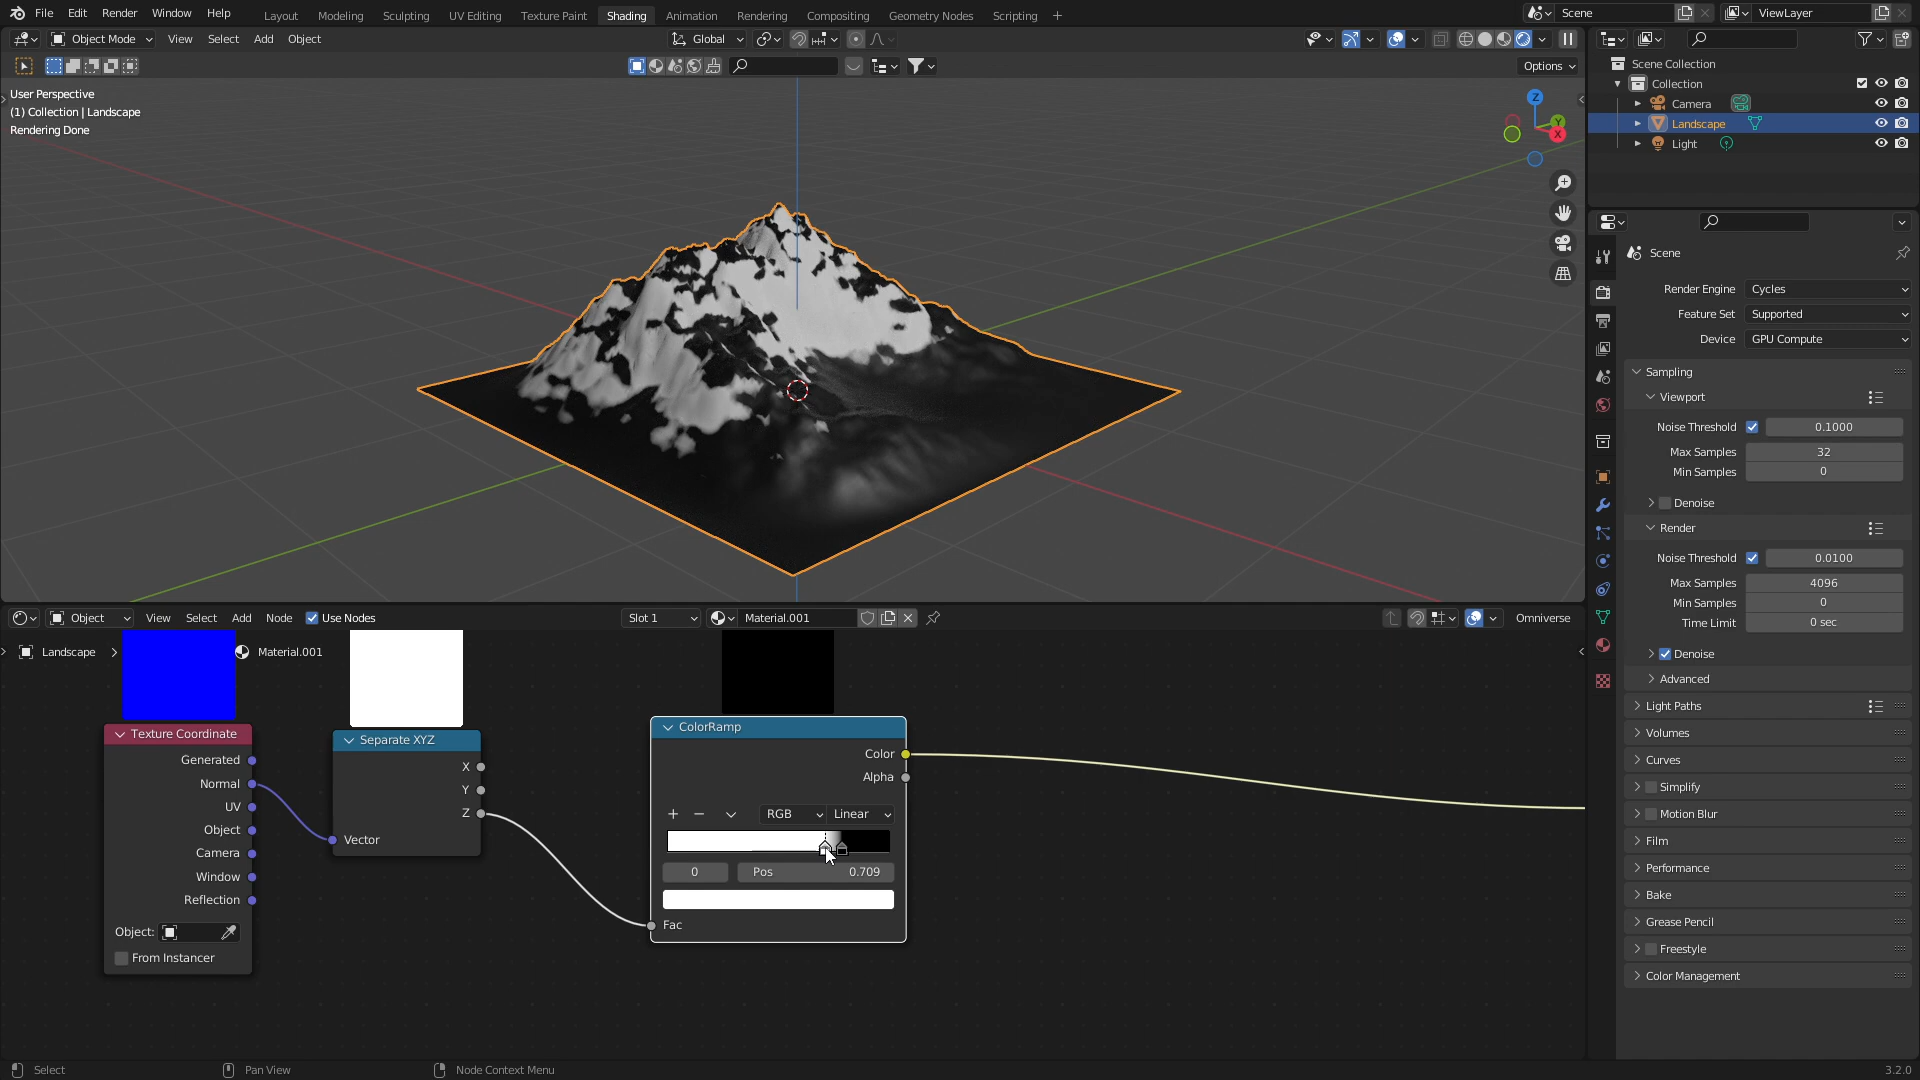 File Edit Render Window Help Layout Modeling Sculpting UV Editing Texture Paint Shading Animation Rendering Compositing Geometry Nodes Scripting + Scene ViewLayer
Object Mode View Select Add Object Global
Options
User Perspective
(1) Collection | Landscape
Rendering Done
Z
Y
X
Scene Collection
Collection
Camera
Landscape
Light
Scene
Render Engine Cycles
Feature Set Supported
Device GPU Compute
Sampling
Viewport
Noise Threshold 0.1000
Max Samples 32
Min Samples 0
Denoise
Render
Noise Threshold 0.0100
Max Samples 4096
Min Samples 0
Time Limit 0 sec
Denoise
Advanced
Light Paths
Volumes
Curves
Simplify
Motion Blur
Film
Performance
Bake
Grease Pencil
Freestyle
Color Management
Object View Select Add Node Use Nodes Slot 1 Material.001 Omniverse
Landscape Material.001
Texture Coordinate
Generated
Normal
UV
Object
Camera
Window
Reflection
Object:
From Instancer
Separate XYZ
X
Y
Z
Vector
ColorRamp
Color
Alpha
RGB Linear
0 Pos 0.709
Fac
Select Pan View Node Context Menu 3.2.0